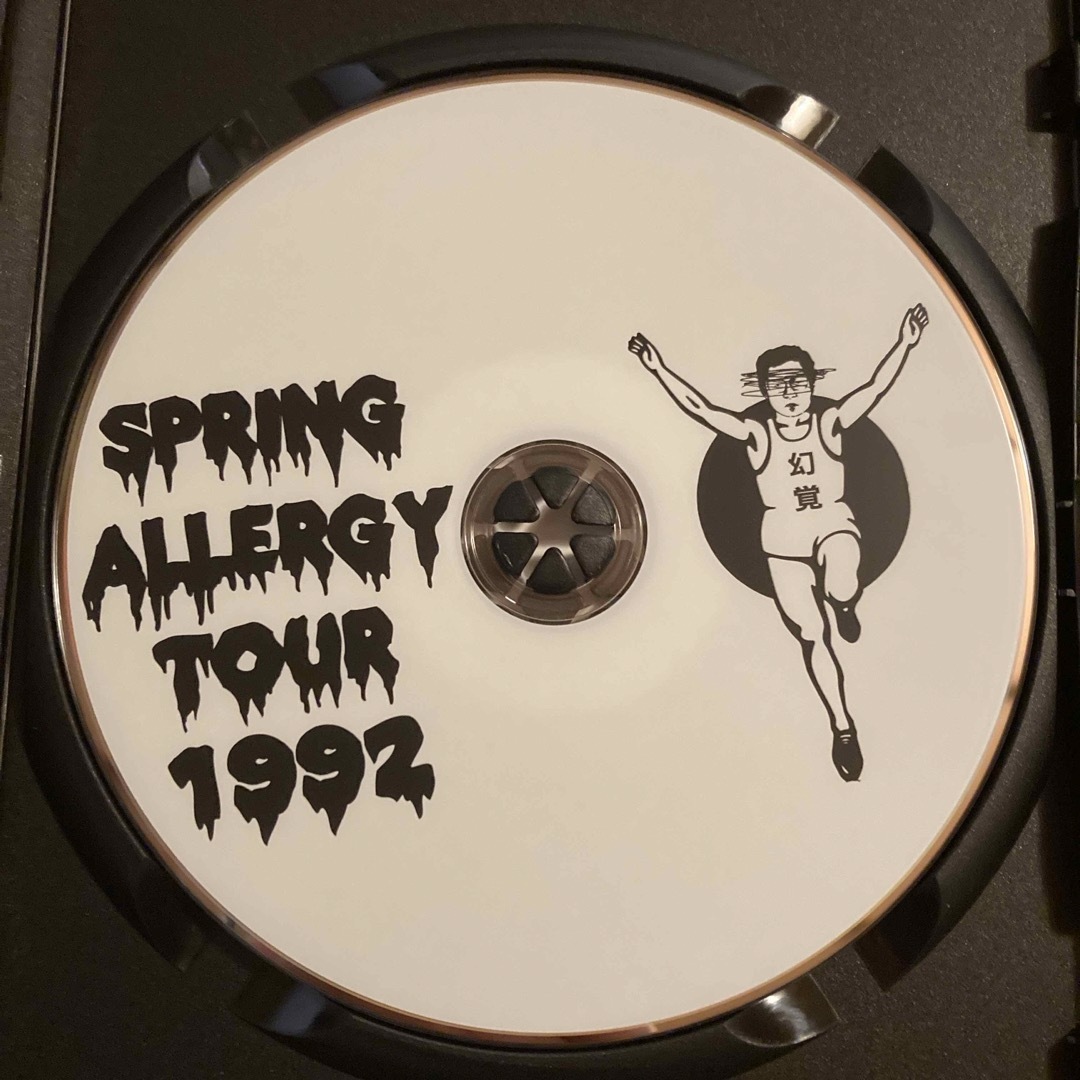 SPRING
ALLERGY
TOUR
1992
幻
覚